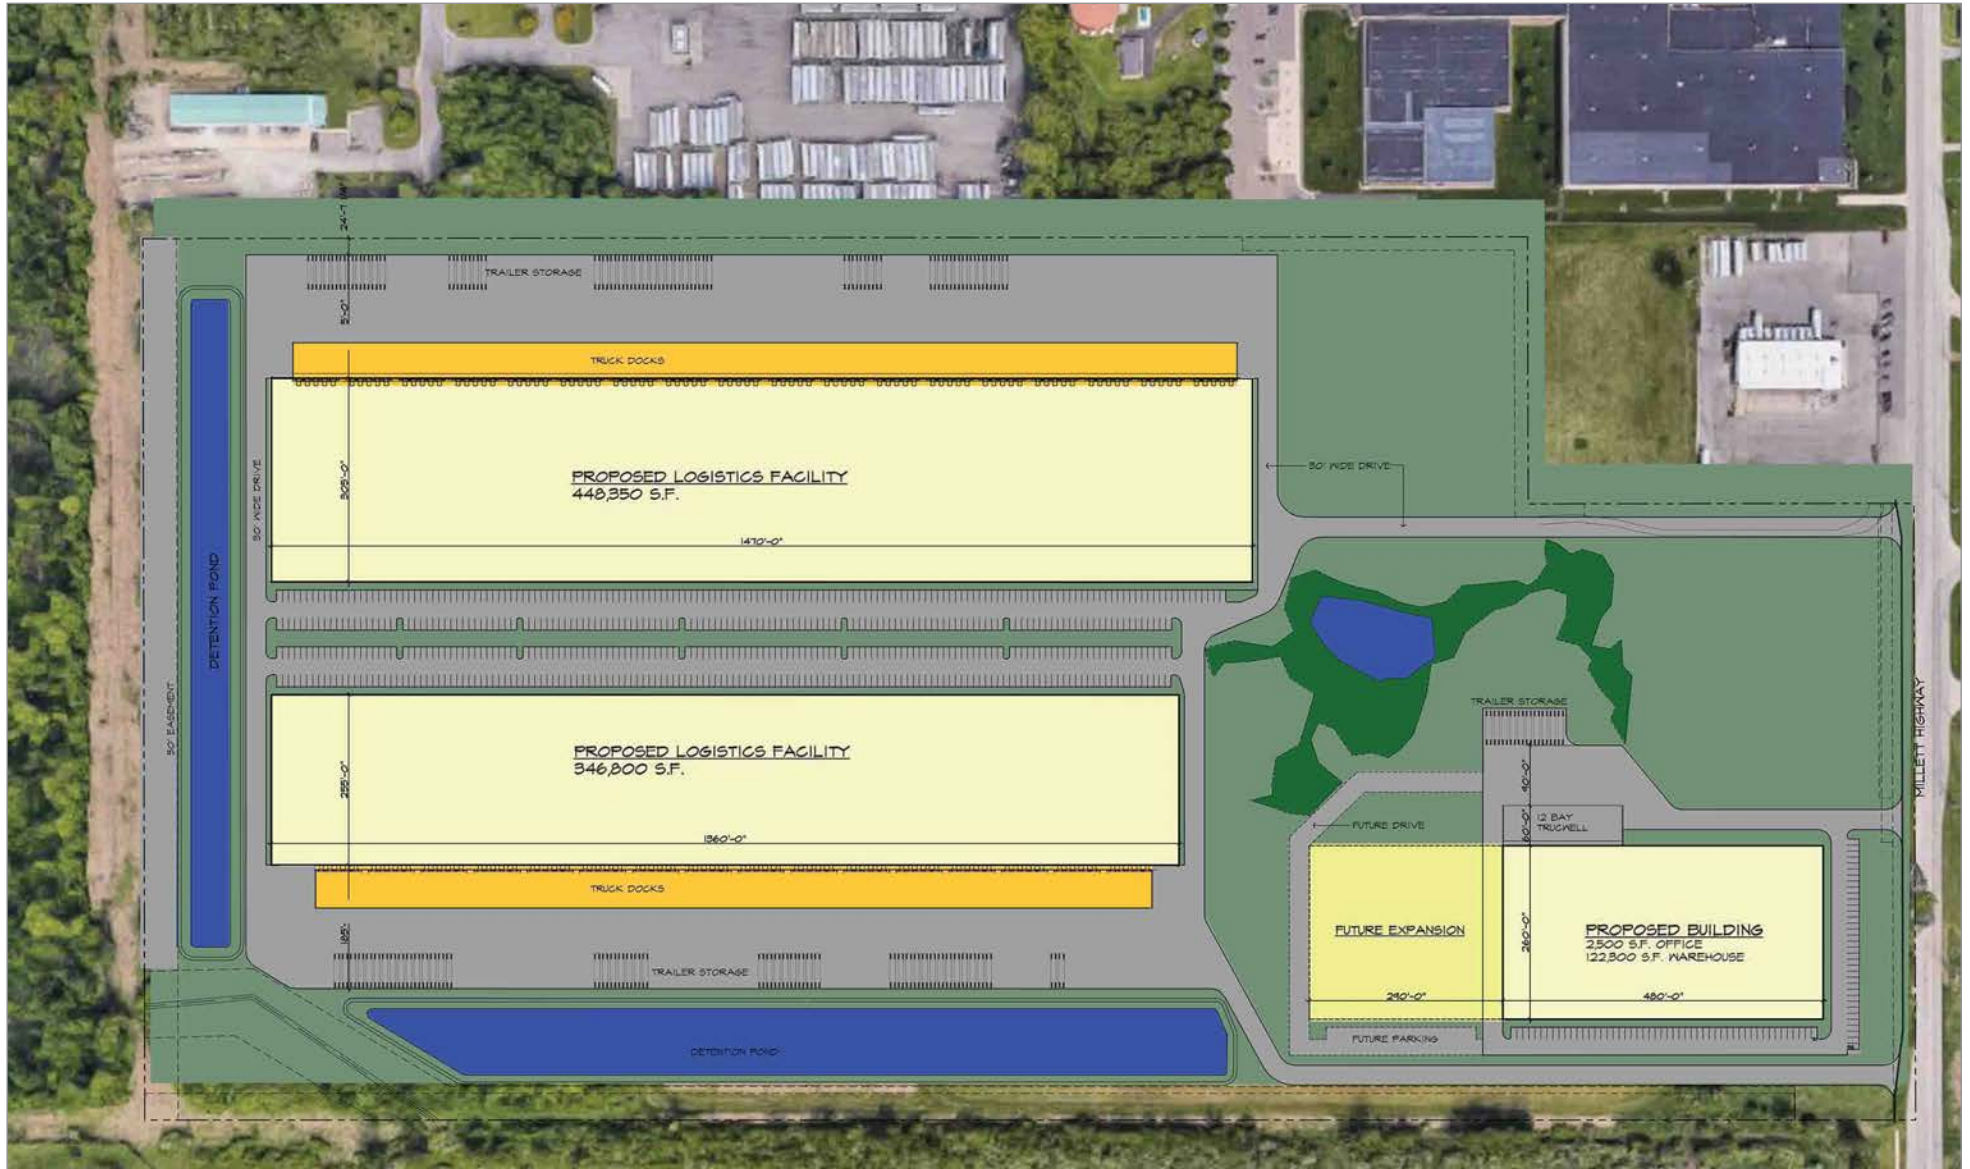 TRAILER STORAGE
5'-0"
TRUCK DOCKS
PROPOSED LOGISTICS FACILITY
448,350 S.F.
305'-0"
1470'-0"
50' WIDE DRIVE
50' WIDE DRIVE
DETENTION POND
50' EASEMENT
PROPOSED LOGISTICS FACILITY
346,800 S.F.
255'-0"
1360'-0"
TRUCK DOCKS
185'-
TRAILER STORAGE
DETENTION POND
TRAILER STORAGE
90'-0"
60'-0"
12 BAY
TRUCWELL
FUTURE DRIVE
FUTURE EXPANSION
290'-0"
FUTURE PARKING
PROPOSED BUILDING
2,500 S.F. OFFICE
122,300 S.F. WAREHOUSE
260'-0"
480'-0"
MILLETT HIGHWAY